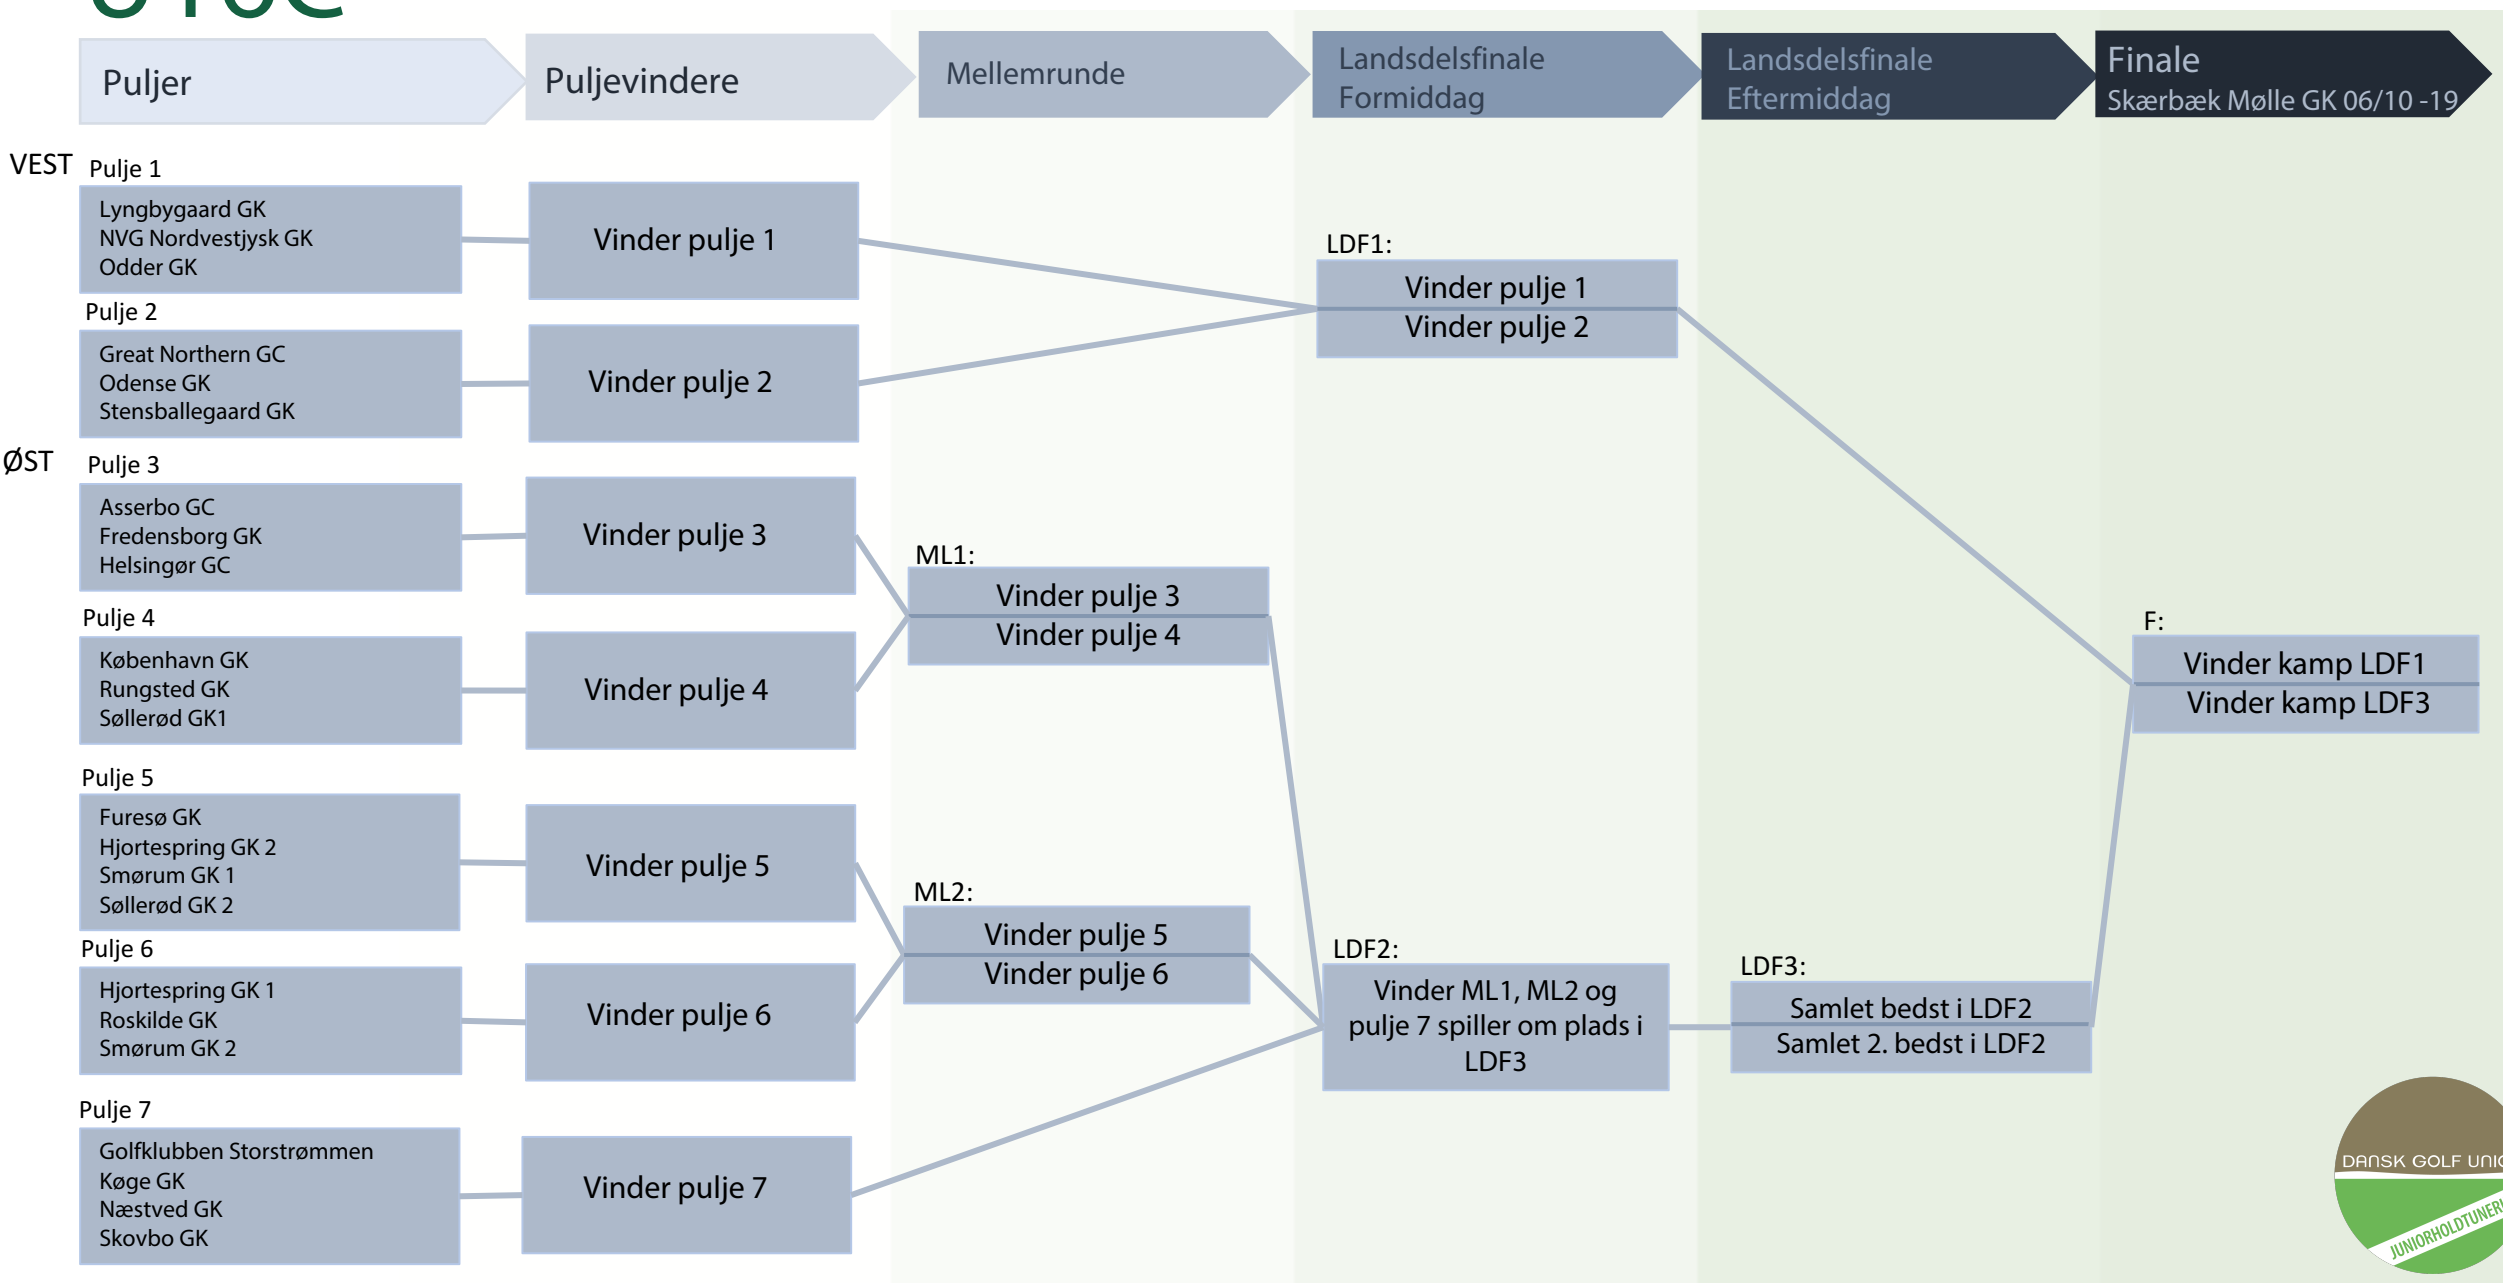 Puljer
Puljevindere
Mellemrunde
Landsdelsfinale
Formiddag
Landsdelsfinale
Eftermiddag
Finale
Skærbæk Mølle GK 06/10 -19
VEST
Pulje 1
Lyngbygaard GK
NVG Nordvestjysk GK
Odder GK
Vinder pulje 1
LDF1:
Vinder pulje 1
Vinder pulje 2
Pulje 2
Great Northern GC
Odense GK
Stensballegaard GK
Vinder pulje 2
ØST
Pulje 3
Asserbo GC
Fredensborg GK
Helsingør GC
Vinder pulje 3
ML1:
Vinder pulje 3
Vinder pulje 4
Pulje 4
København GK
Rungsted GK
Søllerød GK1
Vinder pulje 4
F:
Vinder kamp LDF1
Vinder kamp LDF3
Pulje 5
Furesø GK
Hjortespring GK 2
Smørum GK 1
Søllerød GK 2
Vinder pulje 5
ML2:
Vinder pulje 5
Vinder pulje 6
Pulje 6
Hjortespring GK 1
Roskilde GK
Smørum GK 2
Vinder pulje 6
LDF2:
Vinder ML1, ML2 og
pulje 7 spiller om plads i
LDF3
LDF3:
Samlet bedst i LDF2
Samlet 2. bedst i LDF2
Pulje 7
Golfklubben Storstrømmen
Køge GK
Næstved GK
Skovbo GK
Vinder pulje 7
DANSK GOLF